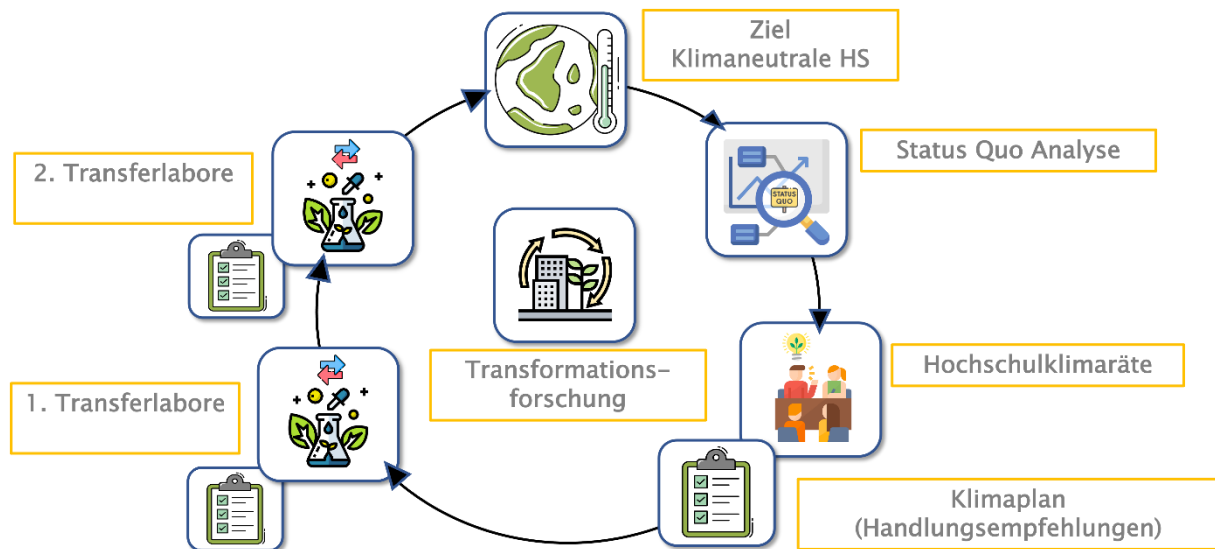 Ziel
Klimaneutrale HS
Status Quo Analyse
STATUS
QUO
2. Transferlabore
Transformations-
forschung
Hochschulklimaräte
1. Transferlabore
Klimaplan
(Handlungsempfehlungen)